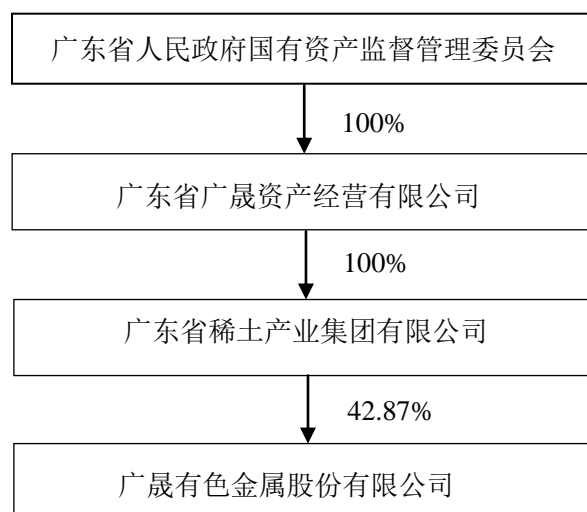 广东省人民政府国有资产监督管理委员会
100%
广东省广晟资产经营有限公司
100%
广东省稀土产业集团有限公司
42.87%
广晟有色金属股份有限公司